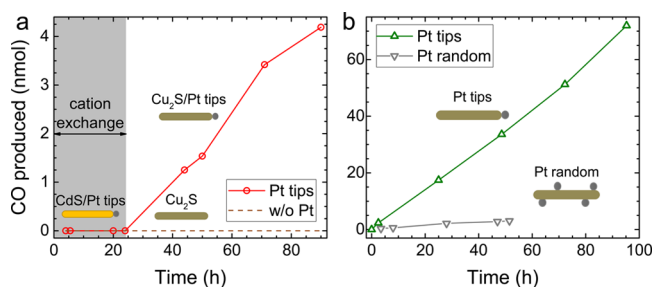 a
CO produced (nmol)
4
2
0
cation
exchange
Cu2S/Pt tips
CdS/Pt tips
Cu2S
Pt tips
w/o Pt
0 20 40 60 80
Time (h)
b
60
40
20
0
Pt tips
Pt random
Pt tips
Pt random
0 20 40 60 80 100
Time (h)